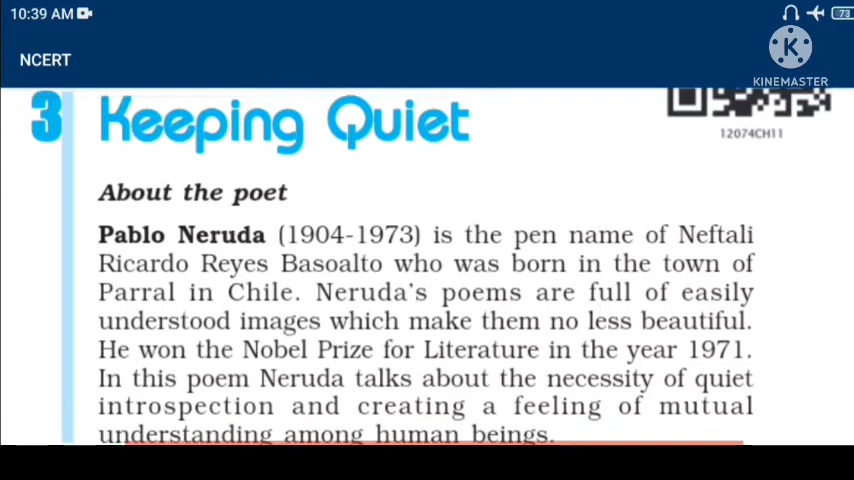 10:39 AM
73
NCERT
K
KINEMASTER
3 Keeping Quiet
12074CH11
About the poet
Pablo Neruda (1904-1973) is the pen name of Neftali
Ricardo Reyes Basoalto who was born in the town of
Parral in Chile. Neruda's poems are full of easily
understood images which make them no less beautiful.
He won the Nobel Prize for Literature in the year 1971.
In this poem Neruda talks about the necessity of quiet
introspection and creating a feeling of mutual
understanding among human beings.